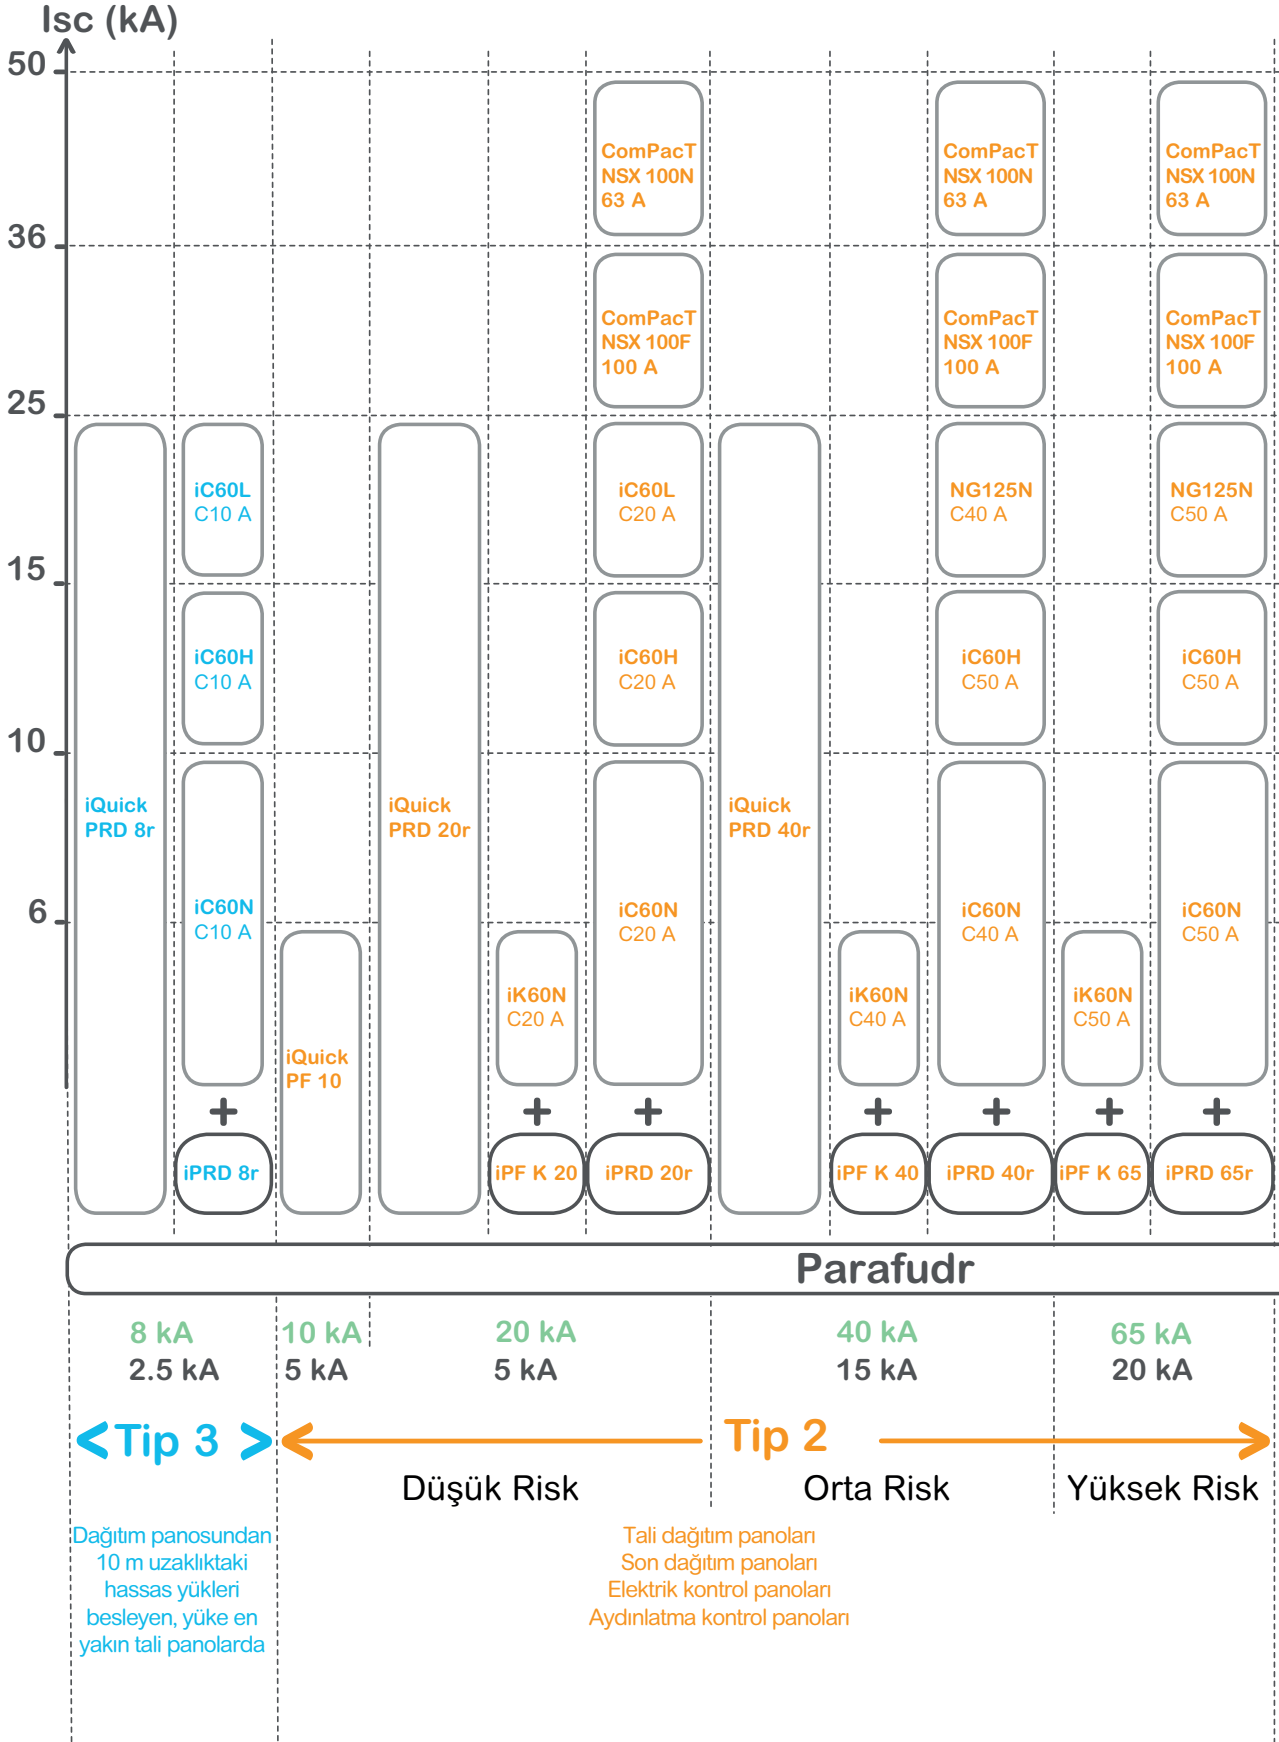 Isc (kA)
50
ComPacT
NSX 100N
63 A
ComPacT
NSX 100N
63 A
ComPacT
NSX 100N
63 A
36
ComPacT
NSX 100F
100 A
ComPacT
NSX 100F
100 A
ComPacT
NSX 100F
100 A
25
iC60L
C10 A
iC60L
C20 A
NG125N
C40 A
NG125N
C50 A
15
iC60H
C10 A
iC60H
C20 A
iC60H
C50 A
iC60H
C50 A
10
iQuick
PRD 8r
iQuick
PRD 20r
iQuick
PRD 40r
6
iC60N
C10 A
iC60N
C20 A
iC60N
C40 A
iC60N
C50 A
iK60N
C20 A
iK60N
C40 A
iK60N
C50 A
iQuick
PF 10
+ + + + + + +
iPRD 8r
iPF K 20
iPRD 20r
iPF K 40
iPRD 40r
iPF K 65
iPRD 65r
Parafudr
8 kA
2.5 kA
10 kA
5 kA
20 kA
5 kA
40 kA
15 kA
65 kA
20 kA
Tip 3
Tip 2
Düşük Risk
Orta Risk
Yüksek Risk
Dağıtım panosundan
10 m uzaklıktaki
hassas yükleri
besleyen, yüke en
yakın tali panolarda
Tali dağıtım panoları
Son dağıtım panoları
Elektrik kontrol panoları
Aydınlatma kontrol panoları